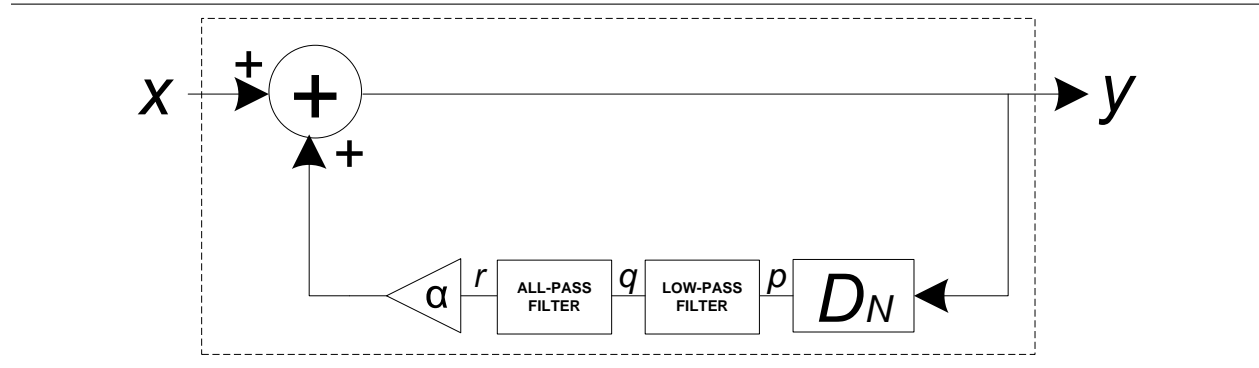 +
x + y
+
α r ALL-PASS FILTER q LOW-PASS FILTER p DN